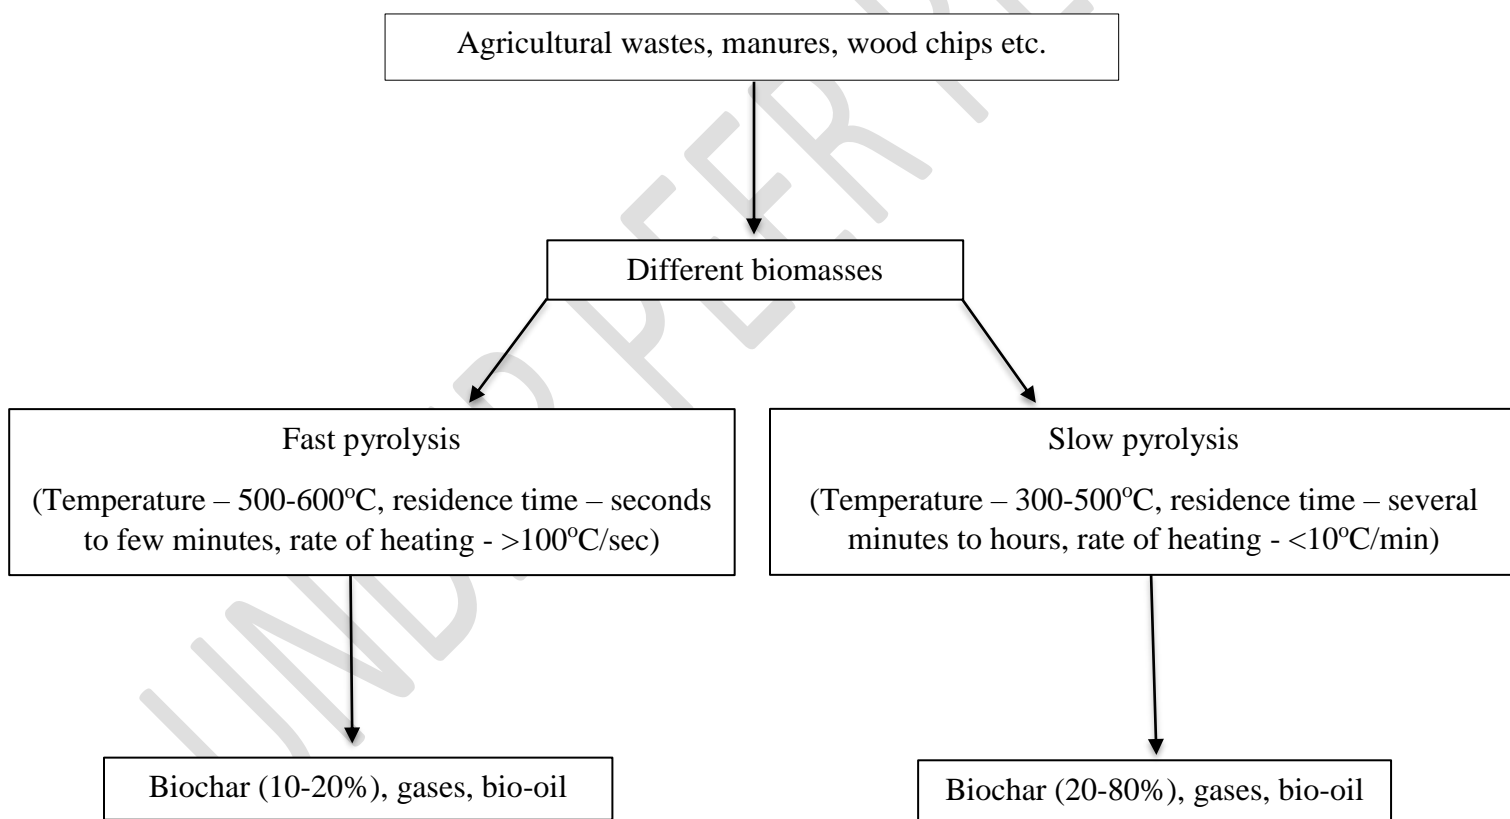 Agricultural wastes, manures, wood chips etc.
Different biomasses
Fast pyrolysis
(Temperature – 500-600°C, residence time – seconds
to few minutes, rate of heating - >100°C/sec)
Slow pyrolysis
(Temperature – 300-500°C, residence time – several
minutes to hours, rate of heating - <10°C/min)
Biochar (10-20%), gases, bio-oil
Biochar (20-80%), gases, bio-oil
UNDER PEER